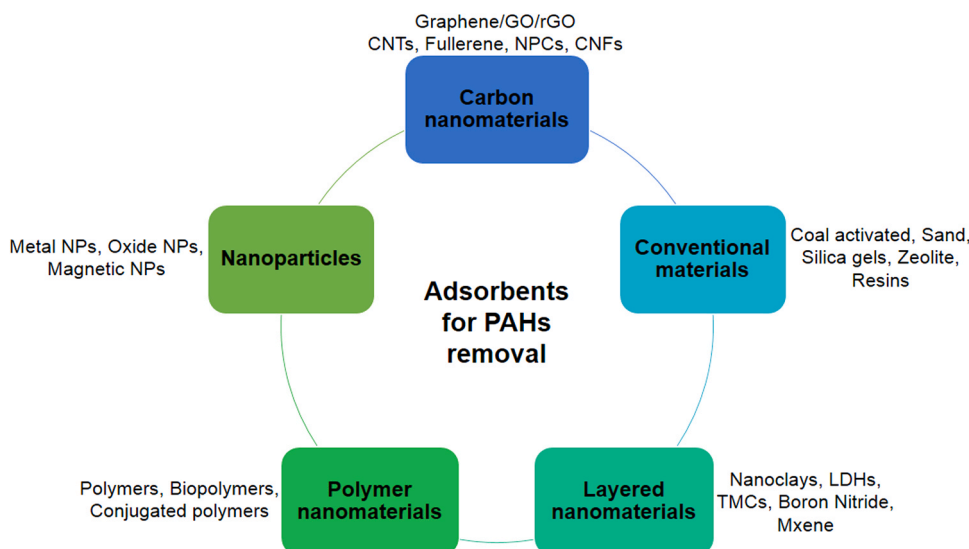 Graphene/GO/rGO
CNTs, Fullerene, NPCs, CNFs
Carbon
nanomaterials
Conventional
materials
Coal activated, Sand,
Silica gels, Zeolite,
Resins
Layered
nanomaterials
Nanoclays, LDHs,
TMCs, Boron Nitride,
Mxene
Polymer
nanomaterials
Polymers, Biopolymers,
Conjugated polymers
Nanoparticles
Metal NPs, Oxide NPs,
Magnetic NPs
Adsorbents
for PAHs
removal